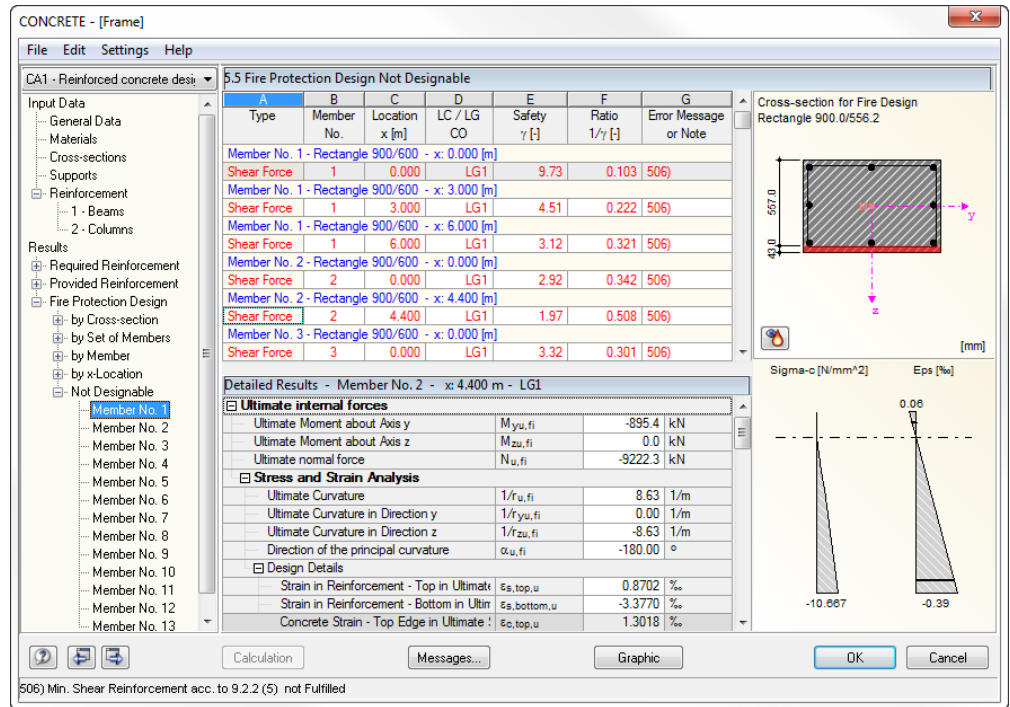 CONCRETE - [Frame]
File Edit Settings Help
CA1 - Reinforced concrete desig
5.5 Fire Protection Design Not Designable
Input Data
General Data
Materials
Cross-sections
Supports
Reinforcement
1 - Beams
2 - Columns
Results
Required Reinforcement
Provided Reinforcement
Fire Protection Design
by Cross-section
by Set of Members
by Member
by x-Location
Not Designable
Member No. 1
Member No. 2
Member No. 3
Member No. 4
Member No. 5
Member No. 6
Member No. 7
Member No. 8
Member No. 9
Member No. 10
Member No. 11
Member No. 12
Member No. 13
A B C D E F G
Type Member Location LC / LG Safety Ratio Error Message
No. x [m] CO γ [-] 1/γ [-] or Note
Member No. 1 - Rectangle 900/600 - x: 0.000 [m]
Shear Force 1 0.000 LG1 9.73 0.103 506)
Member No. 1 - Rectangle 900/600 - x: 3.000 [m]
Shear Force 1 3.000 LG1 4.51 0.222 506)
Member No. 1 - Rectangle 900/600 - x: 6.000 [m]
Shear Force 1 6.000 LG1 3.12 0.321 506)
Member No. 2 - Rectangle 900/600 - x: 0.000 [m]
Shear Force 2 0.000 LG1 2.92 0.342 506)
Member No. 2 - Rectangle 900/600 - x: 4.400 [m]
Shear Force 2 4.400 LG1 1.97 0.508 506)
Member No. 3 - Rectangle 900/600 - x: 0.000 [m]
Shear Force 3 0.000 LG1 3.32 0.301 506)
Cross-section for Fire Design
Rectangle 900.0/556.2
557.0
43.0
y
z
[mm]
Detailed Results - Member No. 2 - x: 4.400 m - LG1
Ultimate internal forces
Ultimate Moment about Axis y Myu,fi -895.4 kN
Ultimate Moment about Axis z Mzu,fi 0.0 kN
Ultimate normal force Nu,fi -9222.3 kN
Stress and Strain Analysis
Ultimate Curvature 1/ru,fi 8.63 1/m
Ultimate Curvature in Direction y 1/ryu,fi 0.00 1/m
Ultimate Curvature in Direction z 1/rzu,fi -8.63 1/m
Direction of the principal curvature αu,fi -180.00 °
Design Details
Strain in Reinforcement - Top in Ultimate εs,top,u 0.8702 ‰
Strain in Reinforcement - Bottom in Ultim εs,bottom,u -3.3770 ‰
Concrete Strain - Top Edge in Ultimate εc,top,u 1.3018 ‰
Sigma-c [N/mm^2] Eps [‰]
0.06
-10.667 -0.39
Calculation Messages... Graphic OK Cancel
506) Min. Shear Reinforcement acc. to 9.2.2 (5) not Fulfilled